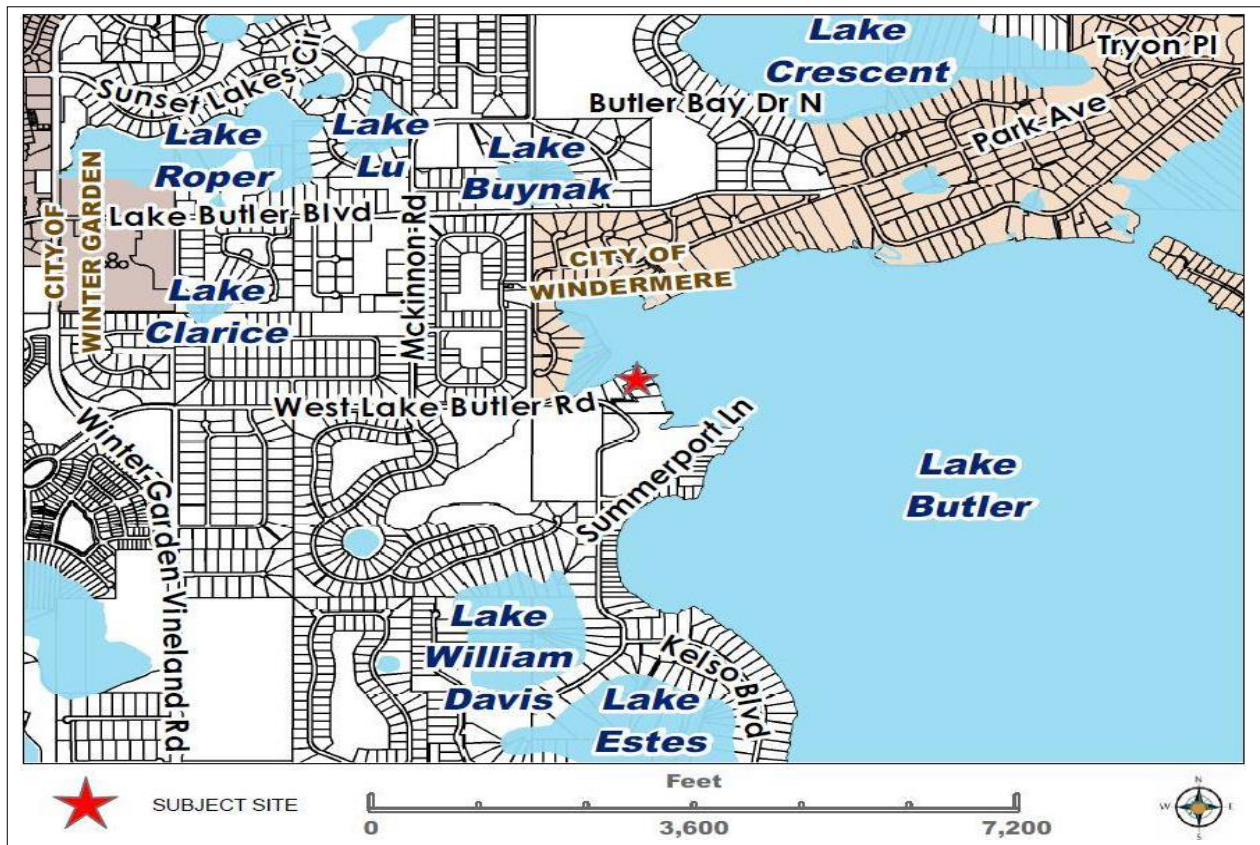 Lake
Crescent
Tryon Pl
Sunset Lakes Cir
Butler Bay Dr N
Park Ave
Lake
Roper
Lake
Lu
Lake
Buynak
CITY OF
WINTER GARDEN
Lake Butler Blvd
Mckinnon Rd
CITY OF
WINDERMERE
Lake
Clarice
West Lake Butler Rd
Summerport Ln
Winter-Garden-Vineland Rd
Lake
Butler
Lake
William
Davis
Kelso Blvd
Lake
Estes
SUBJECT SITE
Feet
0
3,600
7,200
N
W
E
S